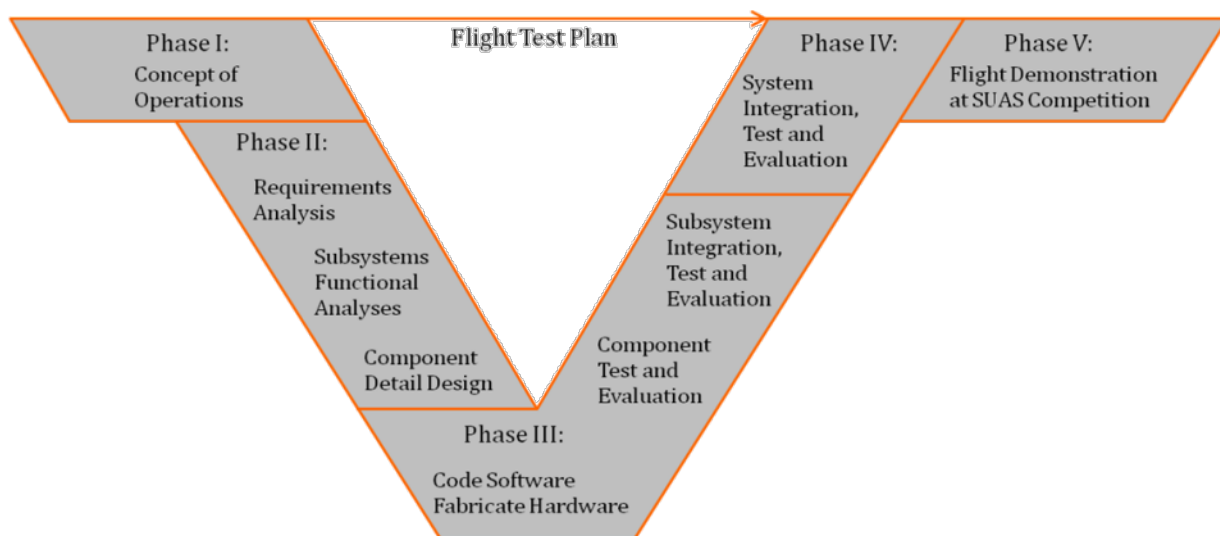 Phase I:
Concept of
Operations
Flight Test Plan
Phase II:
Requirements
Analysis
Subsystems
Functional
Analyses
Component
Detail Design
Phase III:
Code Software
Fabricate Hardware
Component
Test and
Evaluation
Subsystem
Integration,
Test and
Evaluation
Phase IV:
System
Integration,
Test and
Evaluation
Phase V:
Flight Demonstration
at SUAS Competition